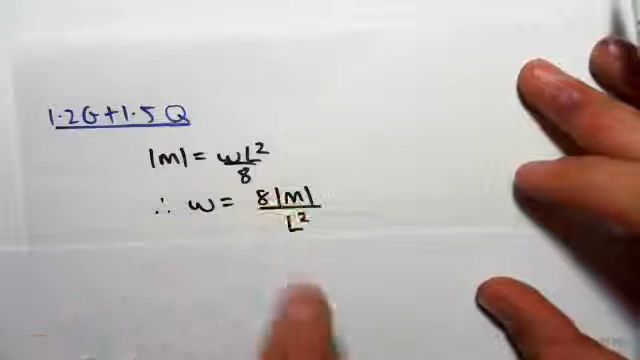 1.2G+1.5Q
|M| = wL²/8
∴ w = 8|M|/L²